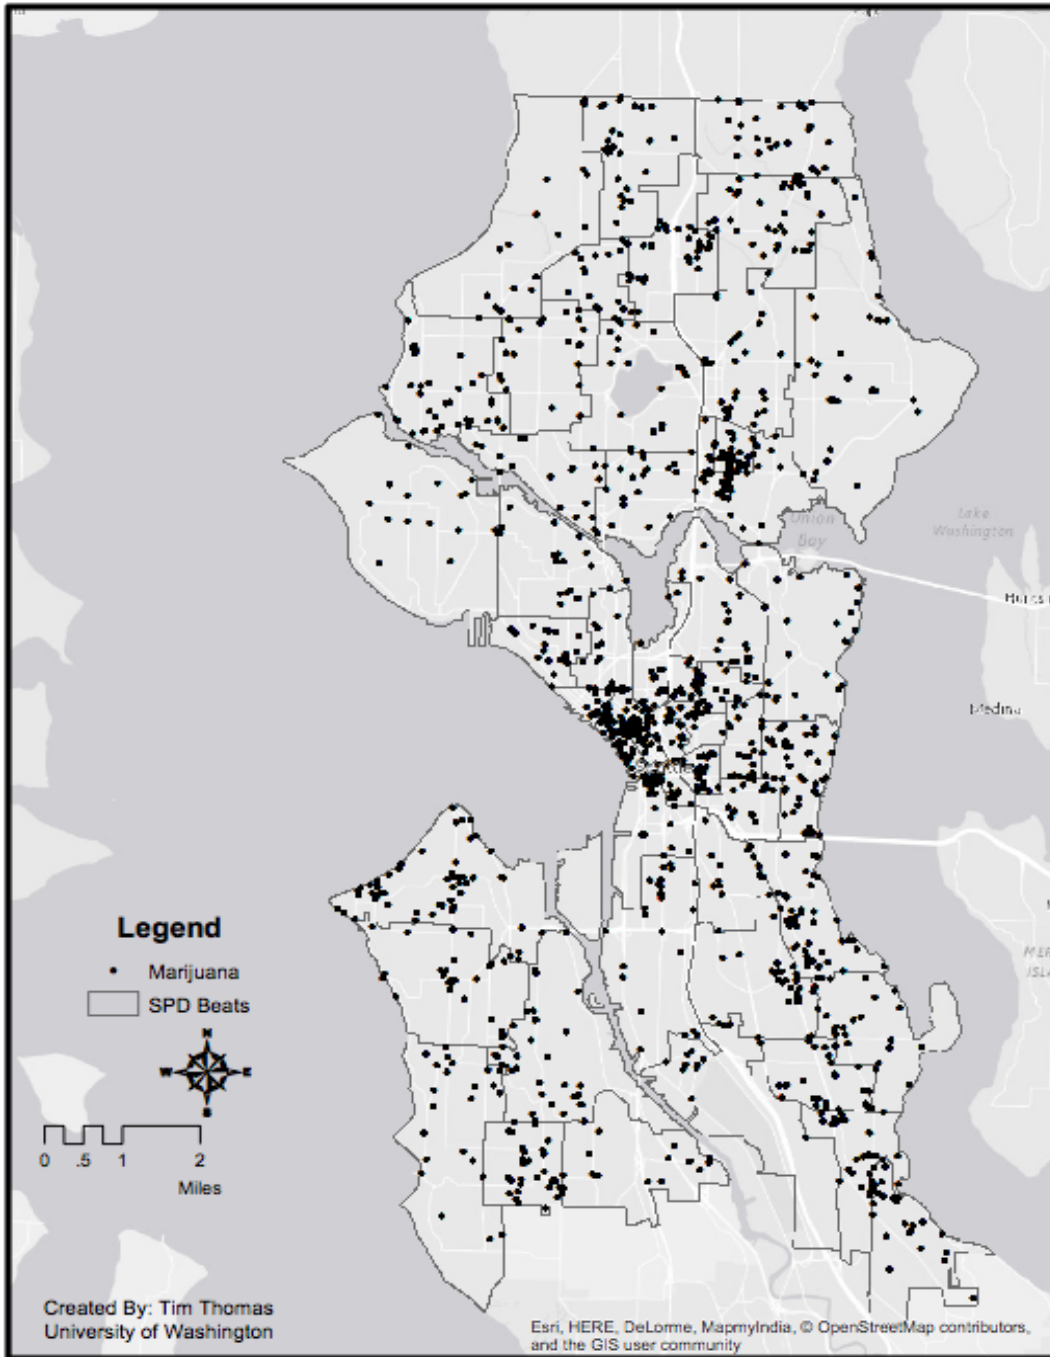 Union
Bay
Lake
Washington
Medina
Legend
Marijuana
SPD Beats
N
W E
S
0 .5 1 2
Miles
Created By: Tim Thomas
University of Washington
Esri, HERE, DeLorme, MapmyIndia, © OpenStreetMap contributors,
and the GIS user community